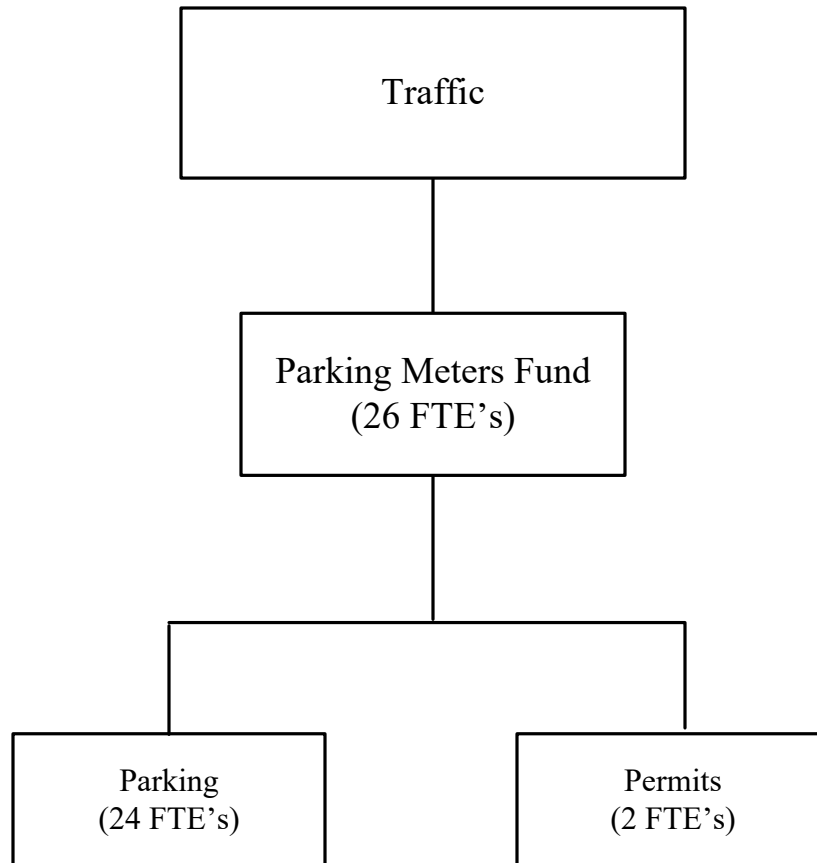 Traffic
Parking Meters Fund
(26 FTE’s)
Parking
(24 FTE’s)
Permits
(2 FTE’s)